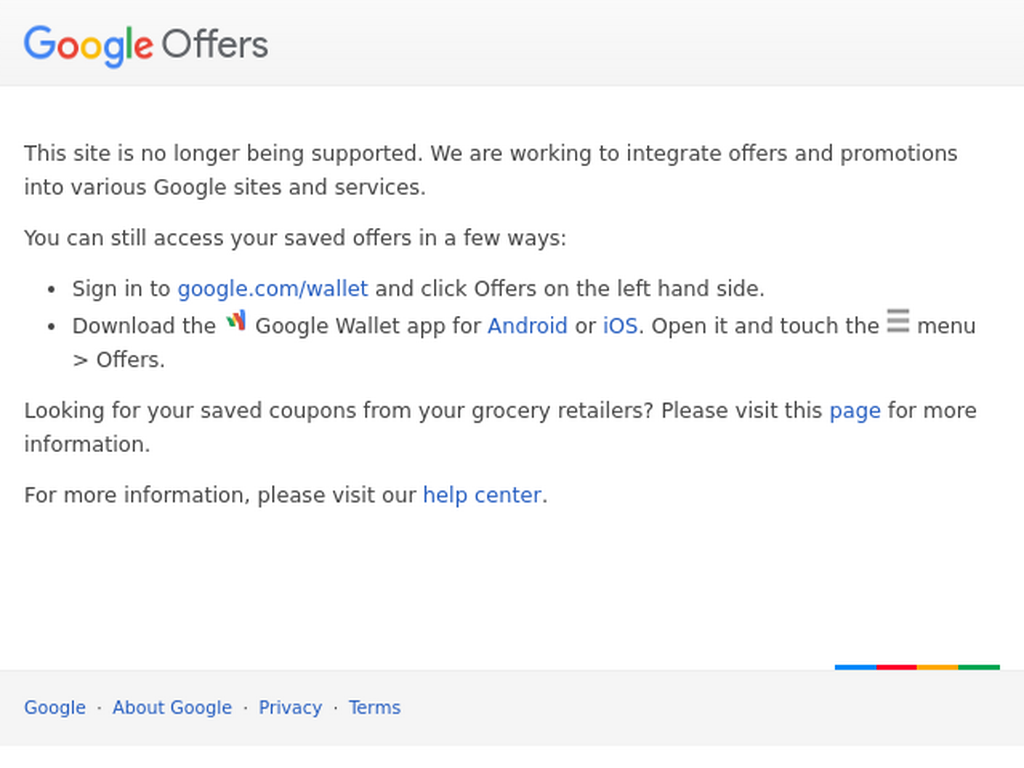 Google Offers
This site is no longer being supported. We are working to integrate offers and promotions
into various Google sites and services.
You can still access your saved offers in a few ways:
• Sign in to google.com/wallet and click Offers on the left hand side.
• Download the Google Wallet app for Android or iOS. Open it and touch the menu
> Offers.
Looking for your saved coupons from your grocery retailers? Please visit this page for more
information.
For more information, please visit our help center.
Google · About Google · Privacy · Terms